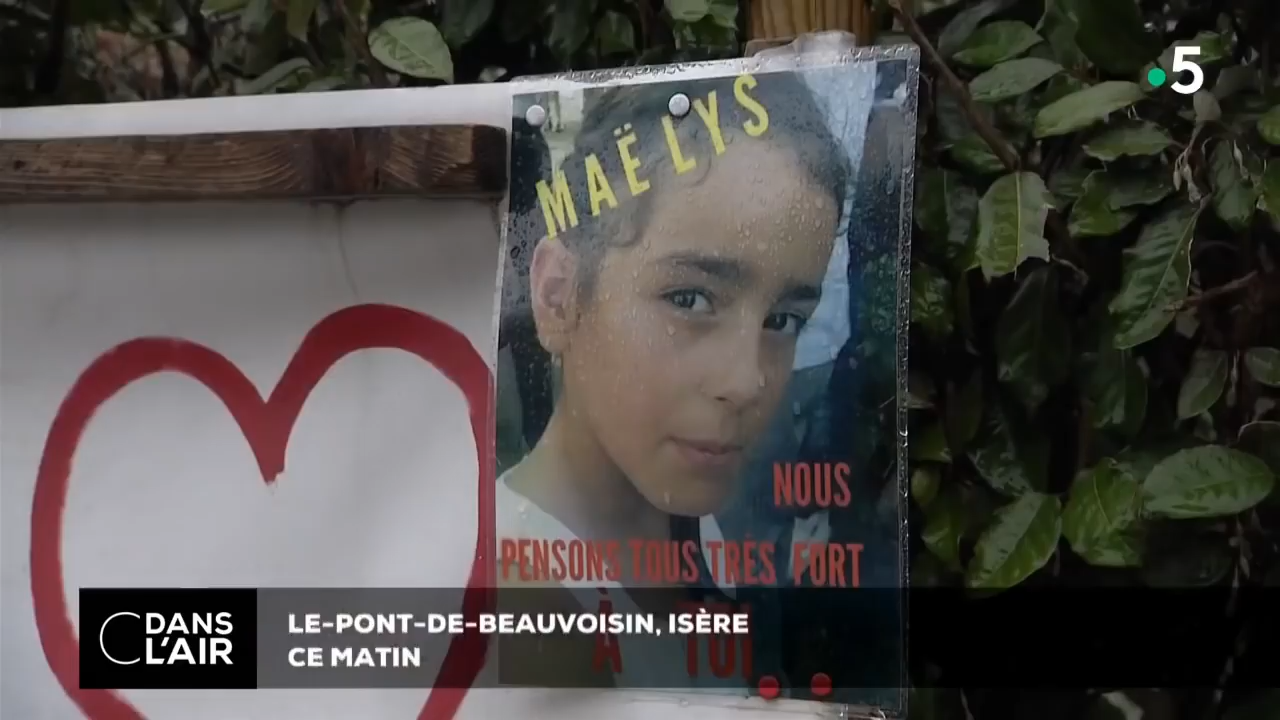 5
MAËLYS
NOUS
PENSONS TOUS TRÈS FORT
À TOI..
C DANS
L'AIR
LE-PONT-DE-BEAUVOISIN, ISÈRE
CE MATIN